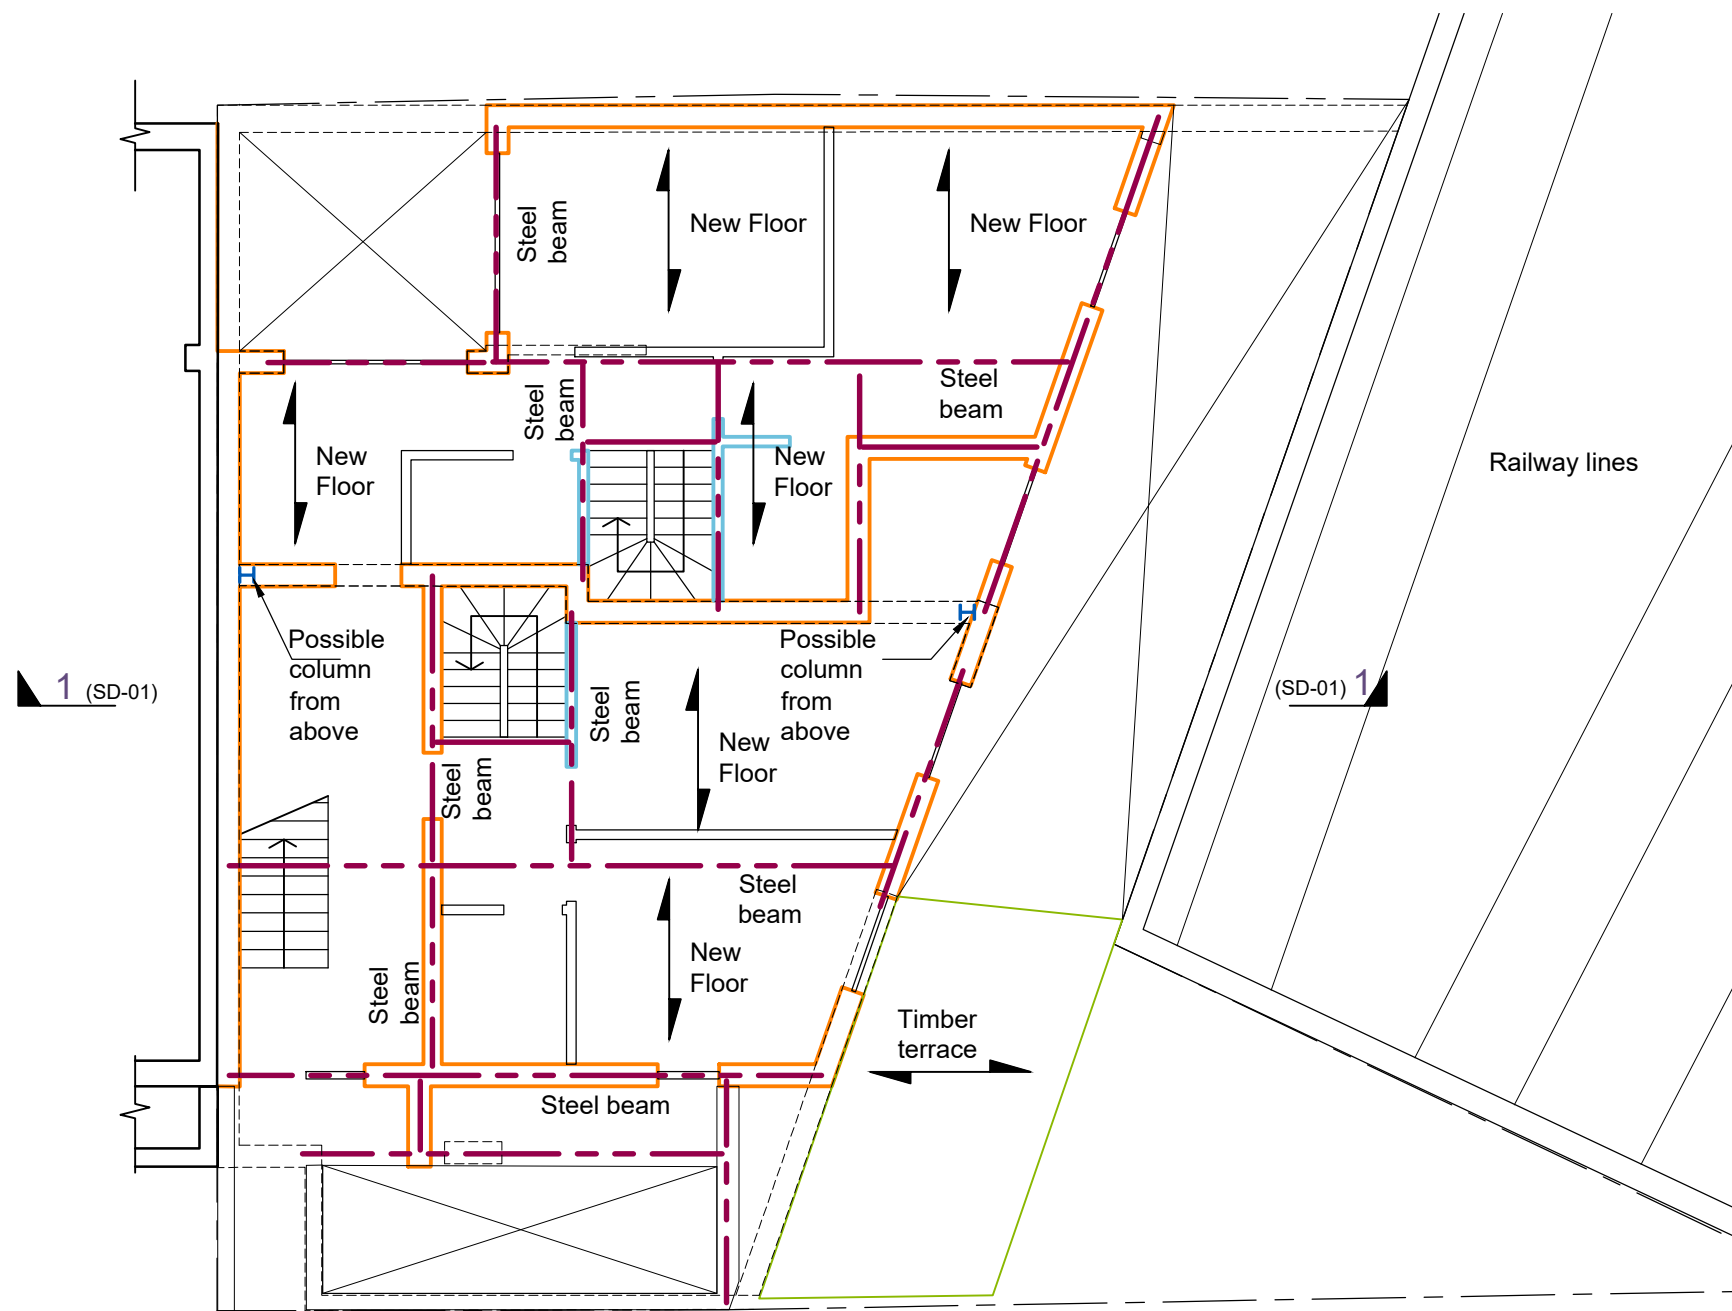 Steel
beam
New Floor
New Floor
Steel
beam
Steel
beam
New
Floor
New
Floor
Railway lines
Possible
column
from
above
Possible
column
from
above
1 (SD-01)
(SD-01) 1
Steel
beam
New
Floor
Steel
beam
Steel
beam
New
Floor
Steel
beam
Timber
terrace
Steel beam